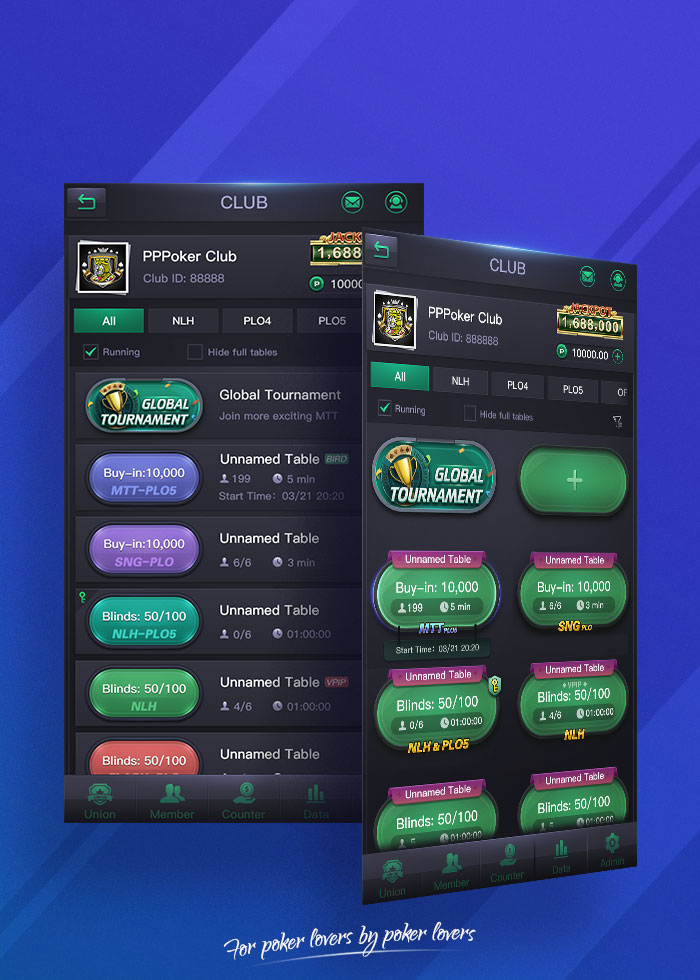 CLUB
JACK
1,688
PPPoker Club
Club ID: 88888
P 10000
All NLH PLO4 PLO5
Running Hide full tables
GLOBAL
TOURNAMENT
Global Tournament
Join more exciting MTT
Buy-in:10,000
MTT-PLO5
Unnamed Table BIRD
199 5 min
Start Time: 03/21 20:20
Buy-in:10,000
SNG-PLO
Unnamed Table
6/6 3 min
Blinds: 50/100
NLH-PLO5
Unnamed Table
0/6 01:00:00
Blinds: 50/100
NLH
Unnamed Table VPIP
4/6 01:00:00
Blinds: 50/100
Unnamed Table
Union Member Counter Data
CLUB
JACKPOT
1,688,000
PPPoker Club
Club ID: 888888
P 10000.00 +
All NLH PLO4 PLO5 OF
Running Hide full tables
GLOBAL
TOURNAMENT
+
Unnamed Table
Buy-in: 10,000
199 5 min
MTT PLO5
Start Time: 03/21 20:20
Unnamed Table
Buy-in: 10,000
6/6 3 min
SNG PLO
Unnamed Table
Blinds: 50/100
0/6 01:00:00
NLH & PLO5
Unnamed Table
VPIP
Blinds: 50/100
4/6 01:00:00
NLH
Unnamed Table
Blinds: 50/100
01:00:00
Unnamed Table
Blinds: 50/100
01:00:00
Union Member Counter Data Admin
For poker lovers by poker lovers